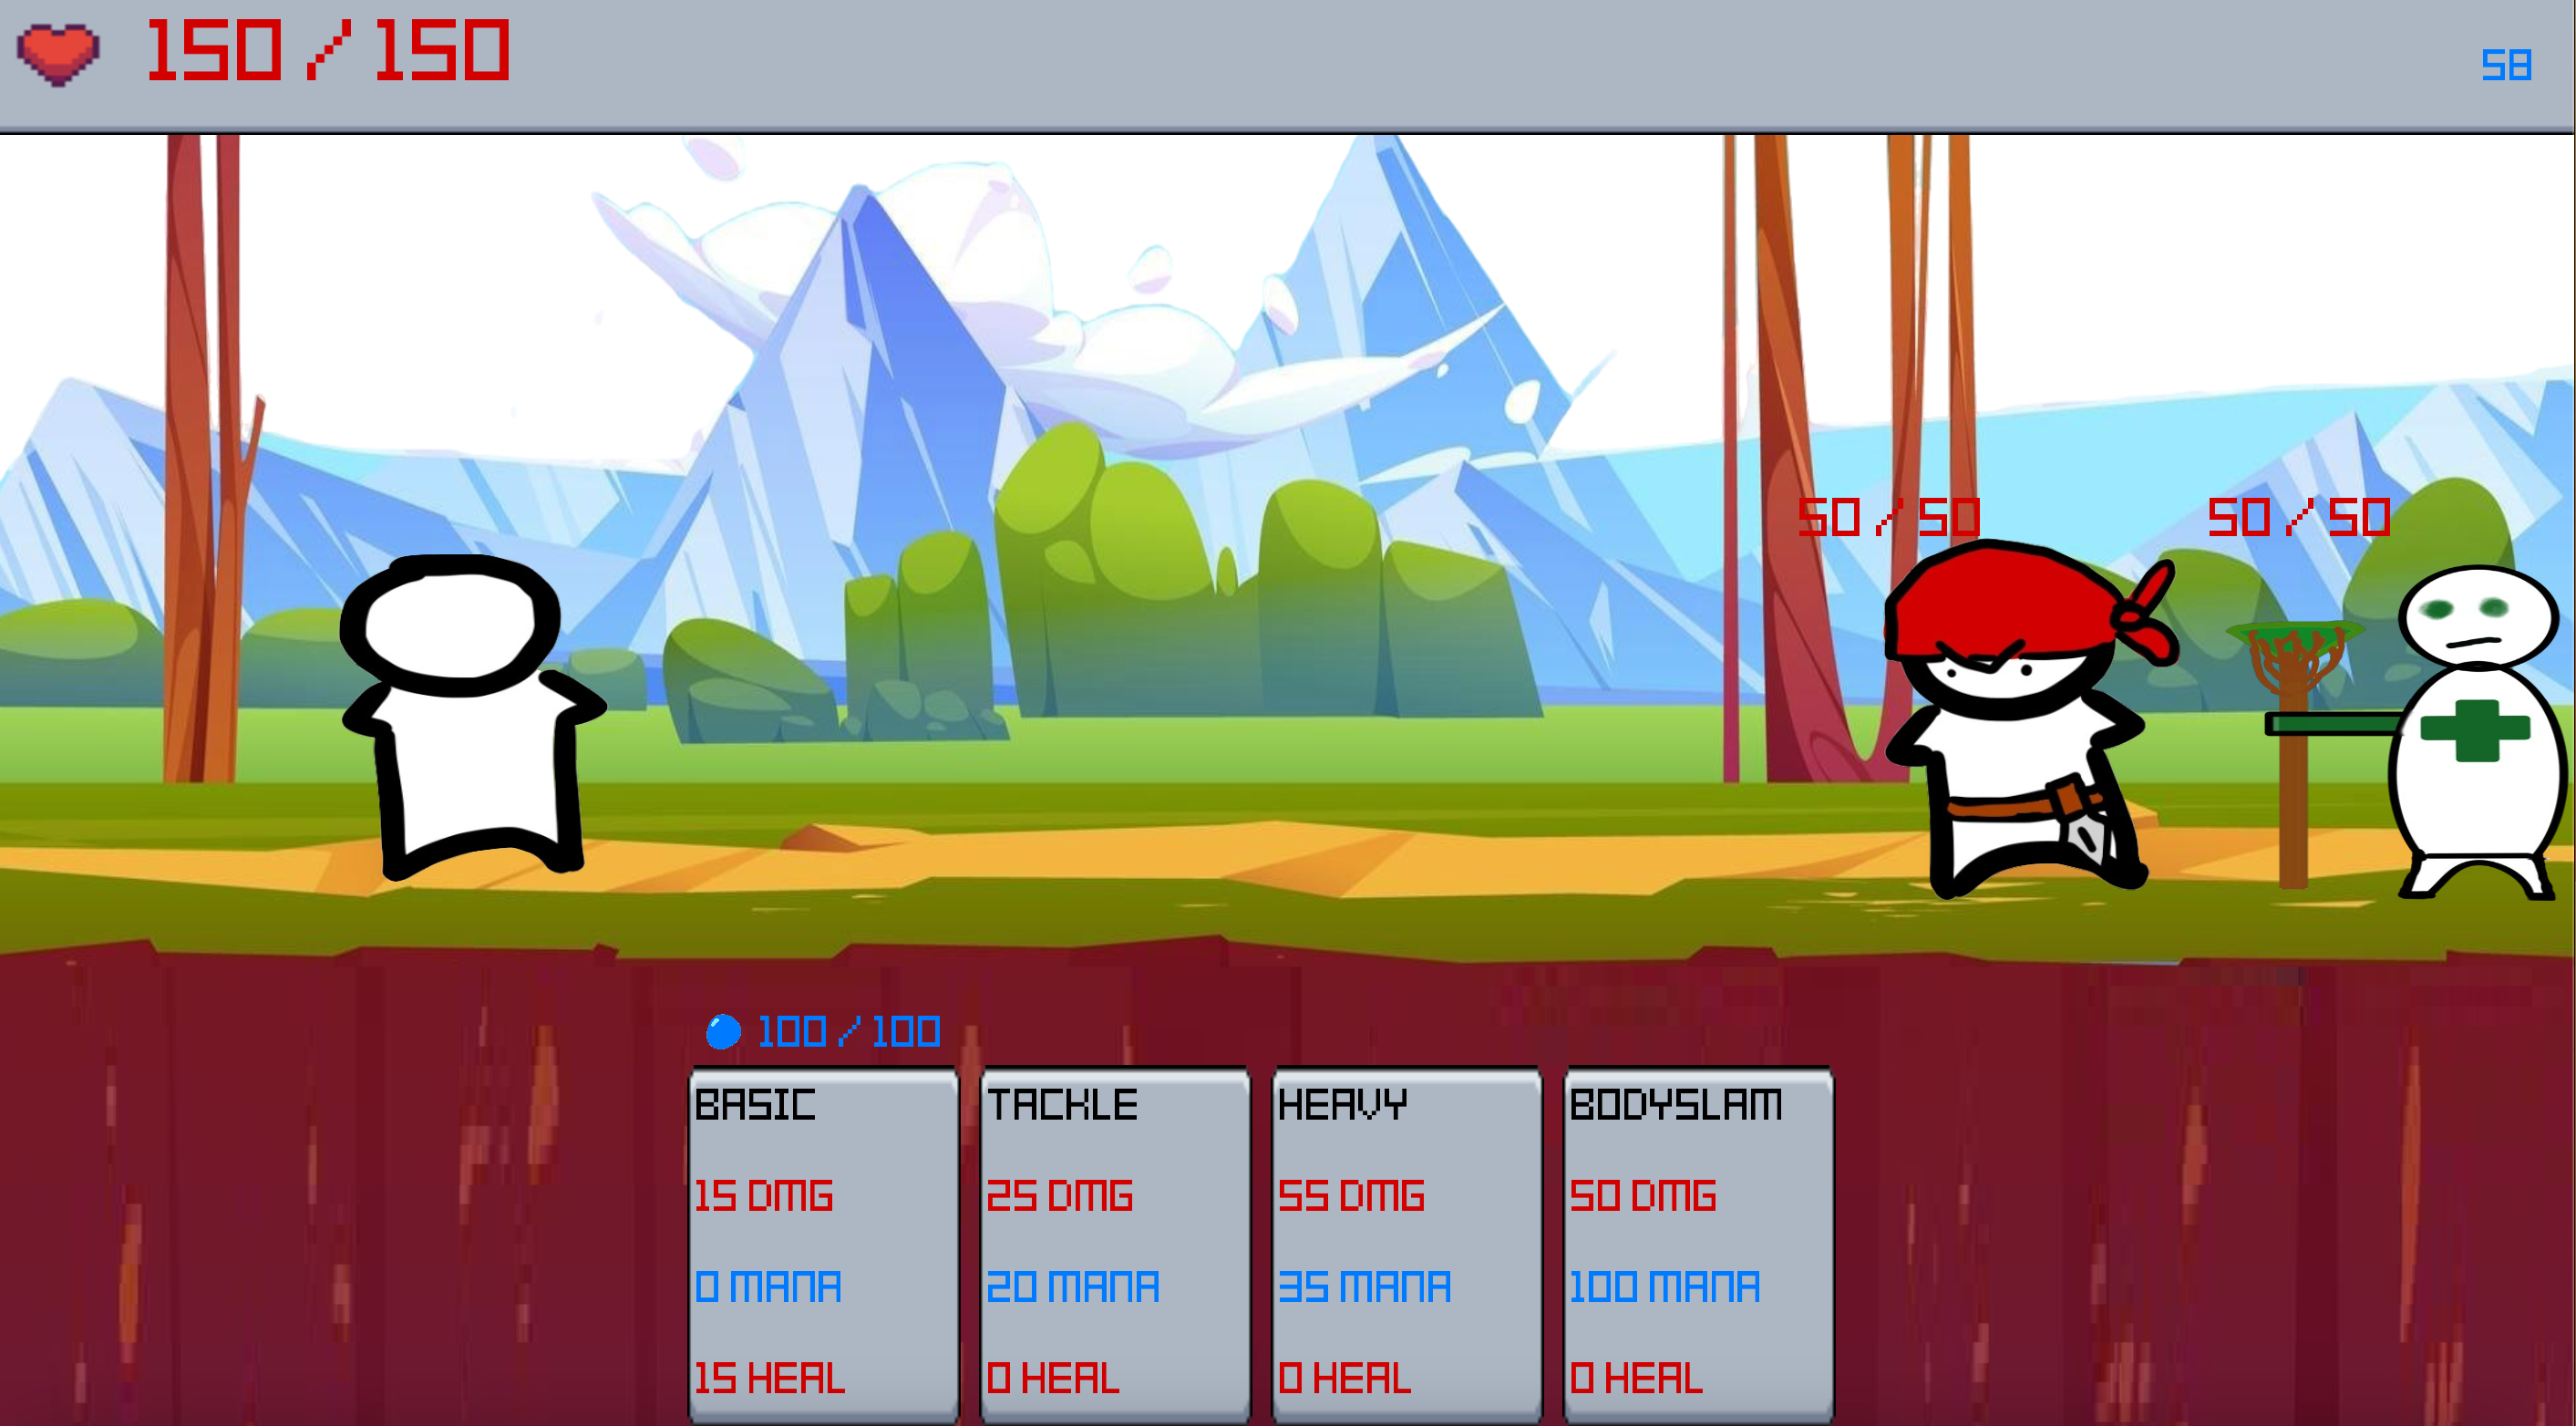 150 / 150
58
50 / 50
50 / 50
100 / 100
BASIC
15 DMG
0 MANA
15 HEAL
TACKLE
25 DMG
20 MANA
0 HEAL
HEAVY
55 DMG
35 MANA
0 HEAL
BODYSLAM
50 DMG
100 MANA
0 HEAL